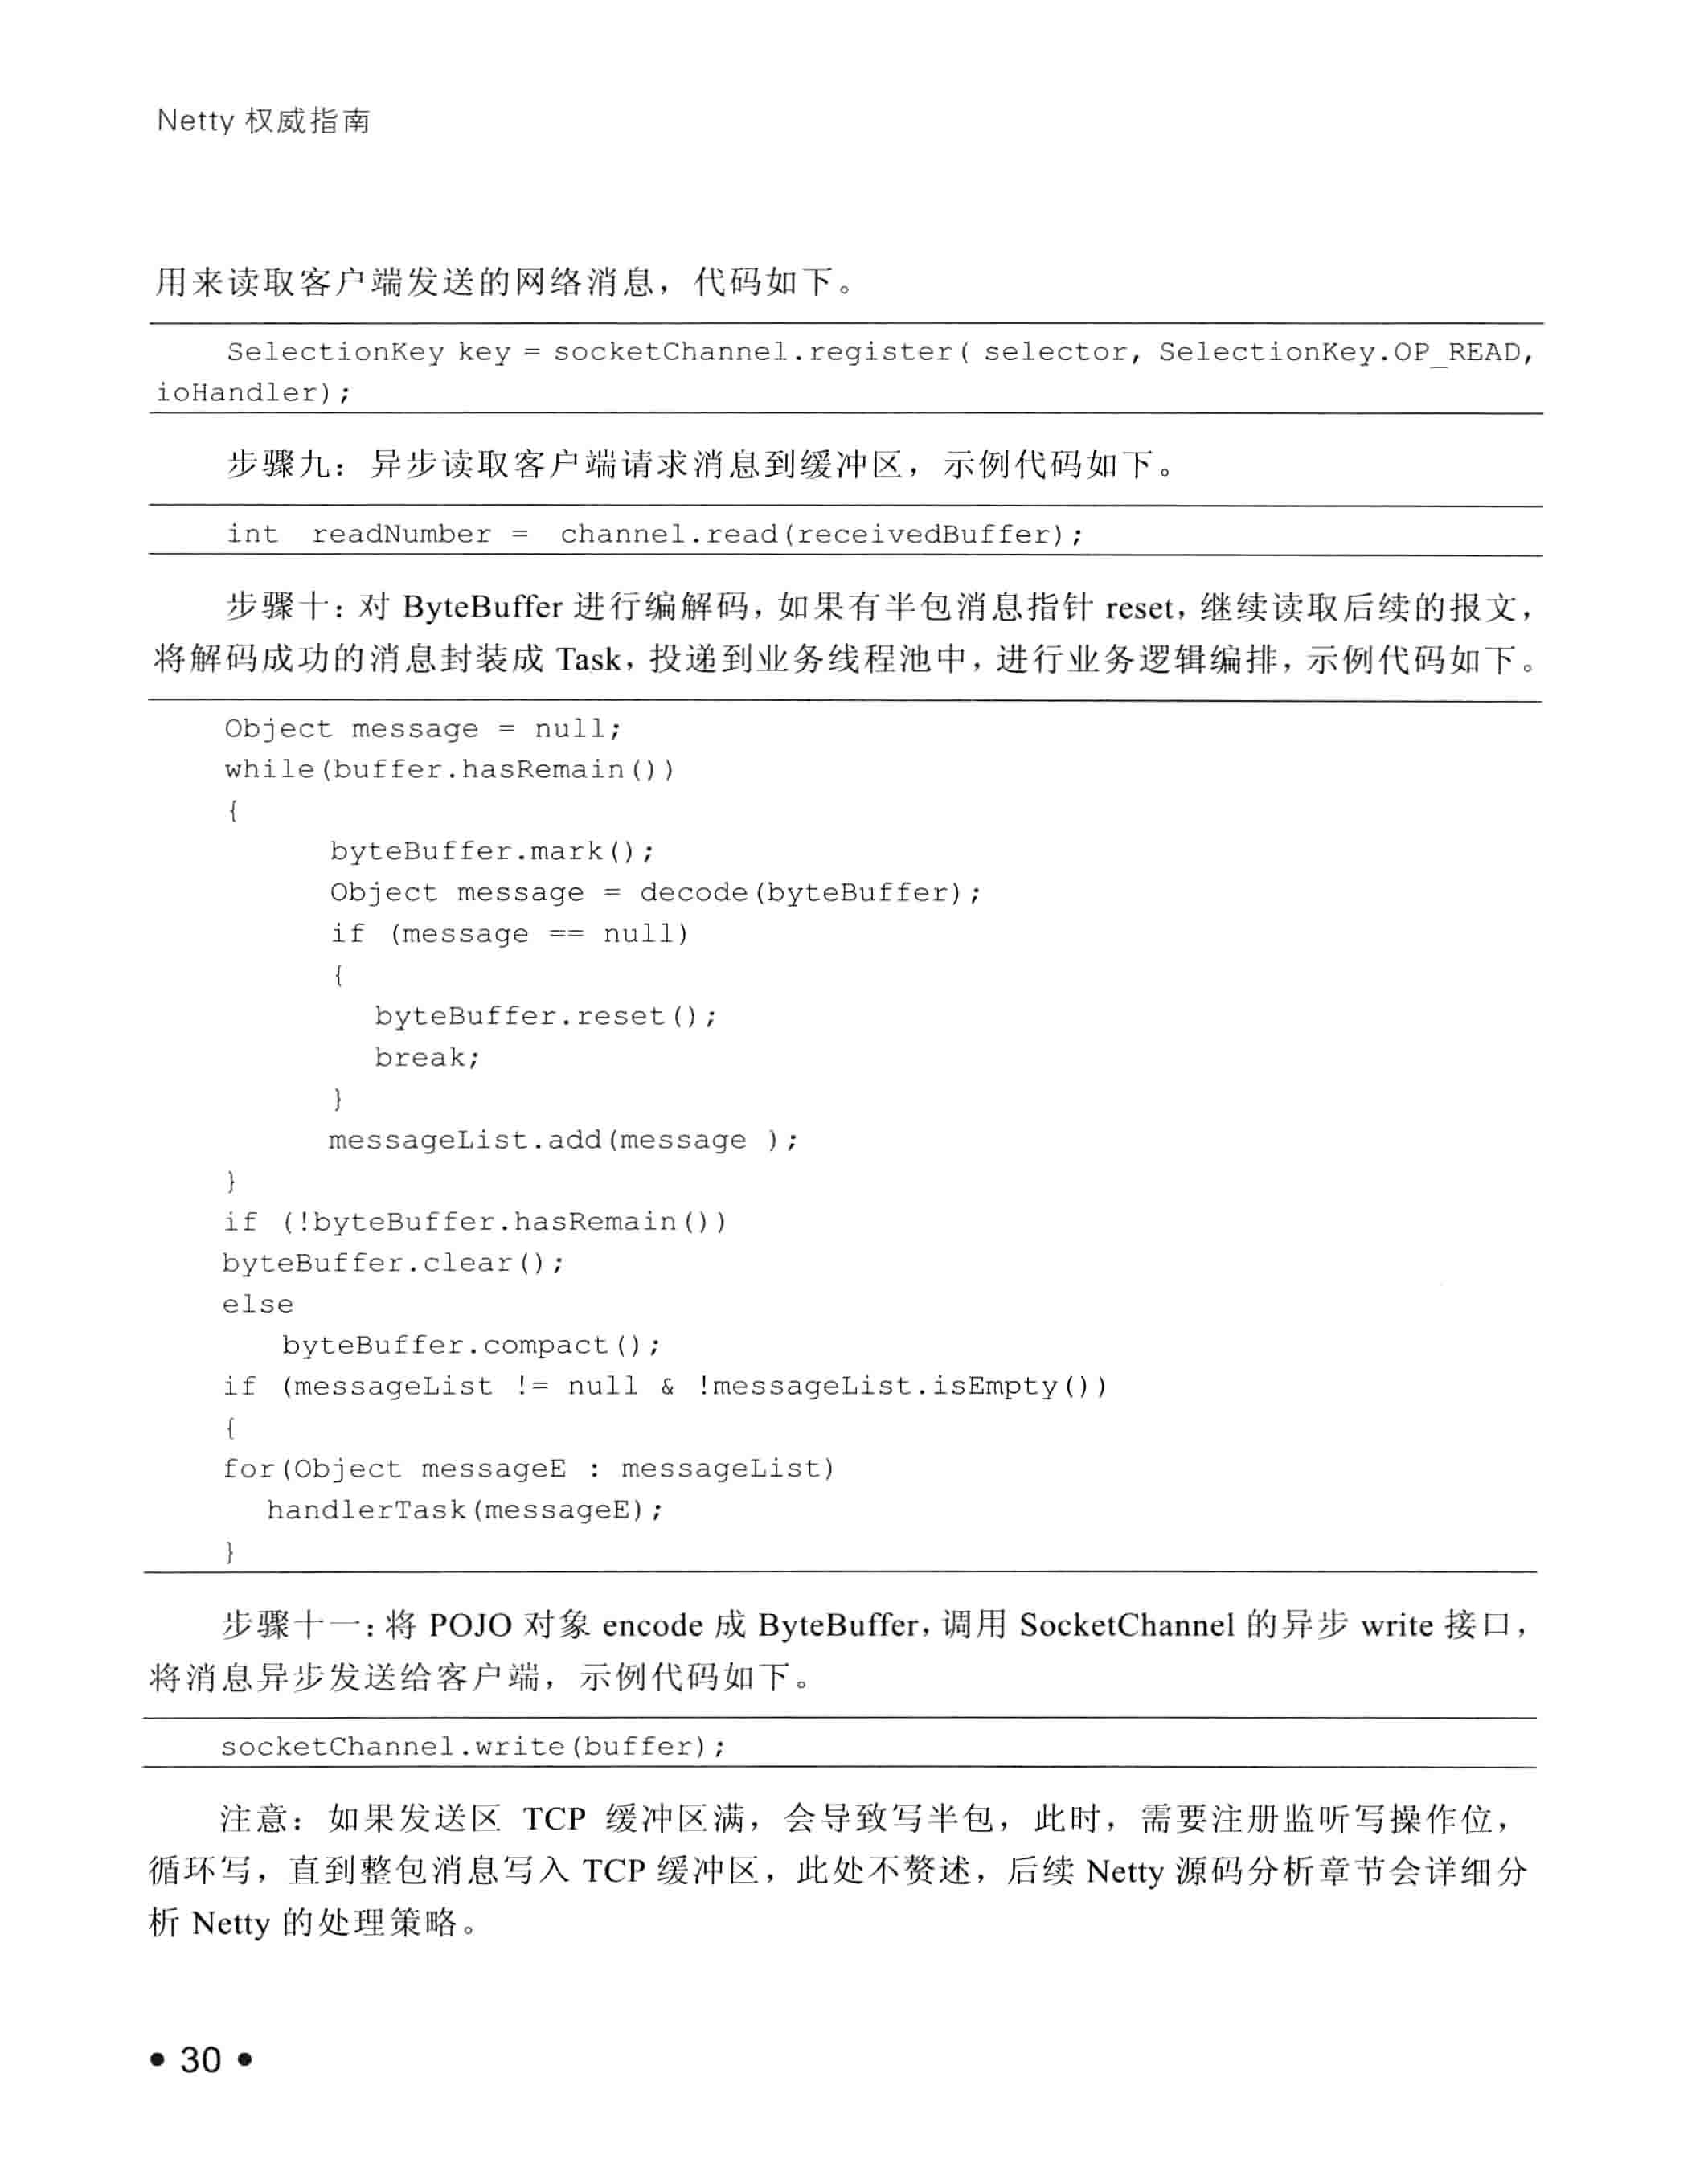 Netty 权威指南
用来读取客户端发送的网络消息，代码如下。
SelectionKey key = socketChannel.register( selector, SelectionKey.OP_READ,
ioHandler);
步骤九：异步读取客户端请求消息到缓冲区，示例代码如下。
int  readNumber =  channel.read(receivedBuffer);
步骤十：对 ByteBuffer 进行编解码，如果有半包消息指针 reset，继续读取后续的报文，
将解码成功的消息封装成 Task，投递到业务线程池中，进行业务逻辑编排，示例代码如下。
Object message = null;
while(buffer.hasRemain())
{
byteBuffer.mark();
Object message = decode(byteBuffer);
if (message == null)
{
byteBuffer.reset();
break;
}
messageList.add(message );
}
if (!byteBuffer.hasRemain())
byteBuffer.clear();
else
byteBuffer.compact();
if (messageList != null & !messageList.isEmpty())
{
for(Object messageE : messageList)
handlerTask(messageE);
}
步骤十一：将 POJO 对象 encode 成 ByteBuffer，调用 SocketChannel 的异步 write 接口，
将消息异步发送给客户端，示例代码如下。
socketChannel.write(buffer);
注意：如果发送区 TCP 缓冲区满，会导致写半包，此时，需要注册监听写操作位，
循环写，直到整包消息写入 TCP 缓冲区，此处不赘述，后续 Netty 源码分析章节会详细分
析 Netty 的处理策略。
• 30 •